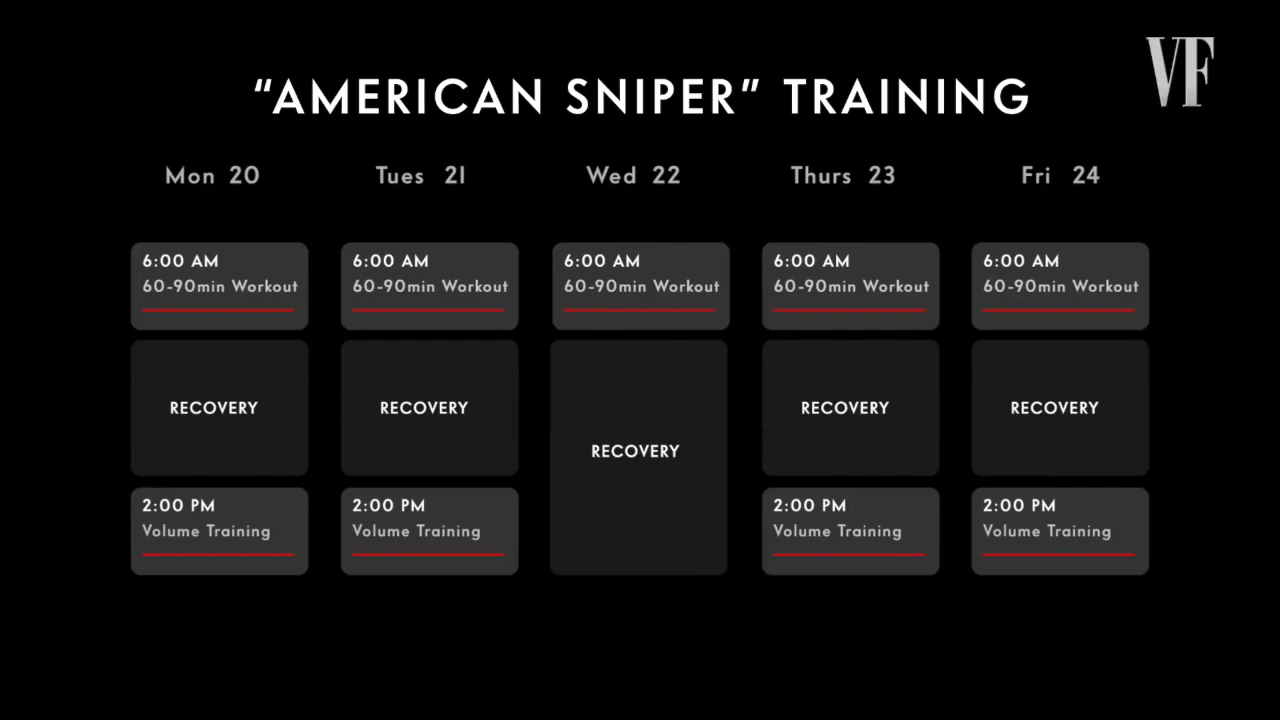 VF
“AMERICAN SNIPER” TRAINING
Mon 20
Tues 21
Wed 22
Thurs 23
Fri 24
6:00 AM
60-90min Workout
6:00 AM
60-90min Workout
6:00 AM
60-90min Workout
6:00 AM
60-90min Workout
6:00 AM
60-90min Workout
RECOVERY
RECOVERY
RECOVERY
RECOVERY
RECOVERY
2:00 PM
Volume Training
2:00 PM
Volume Training
2:00 PM
Volume Training
2:00 PM
Volume Training